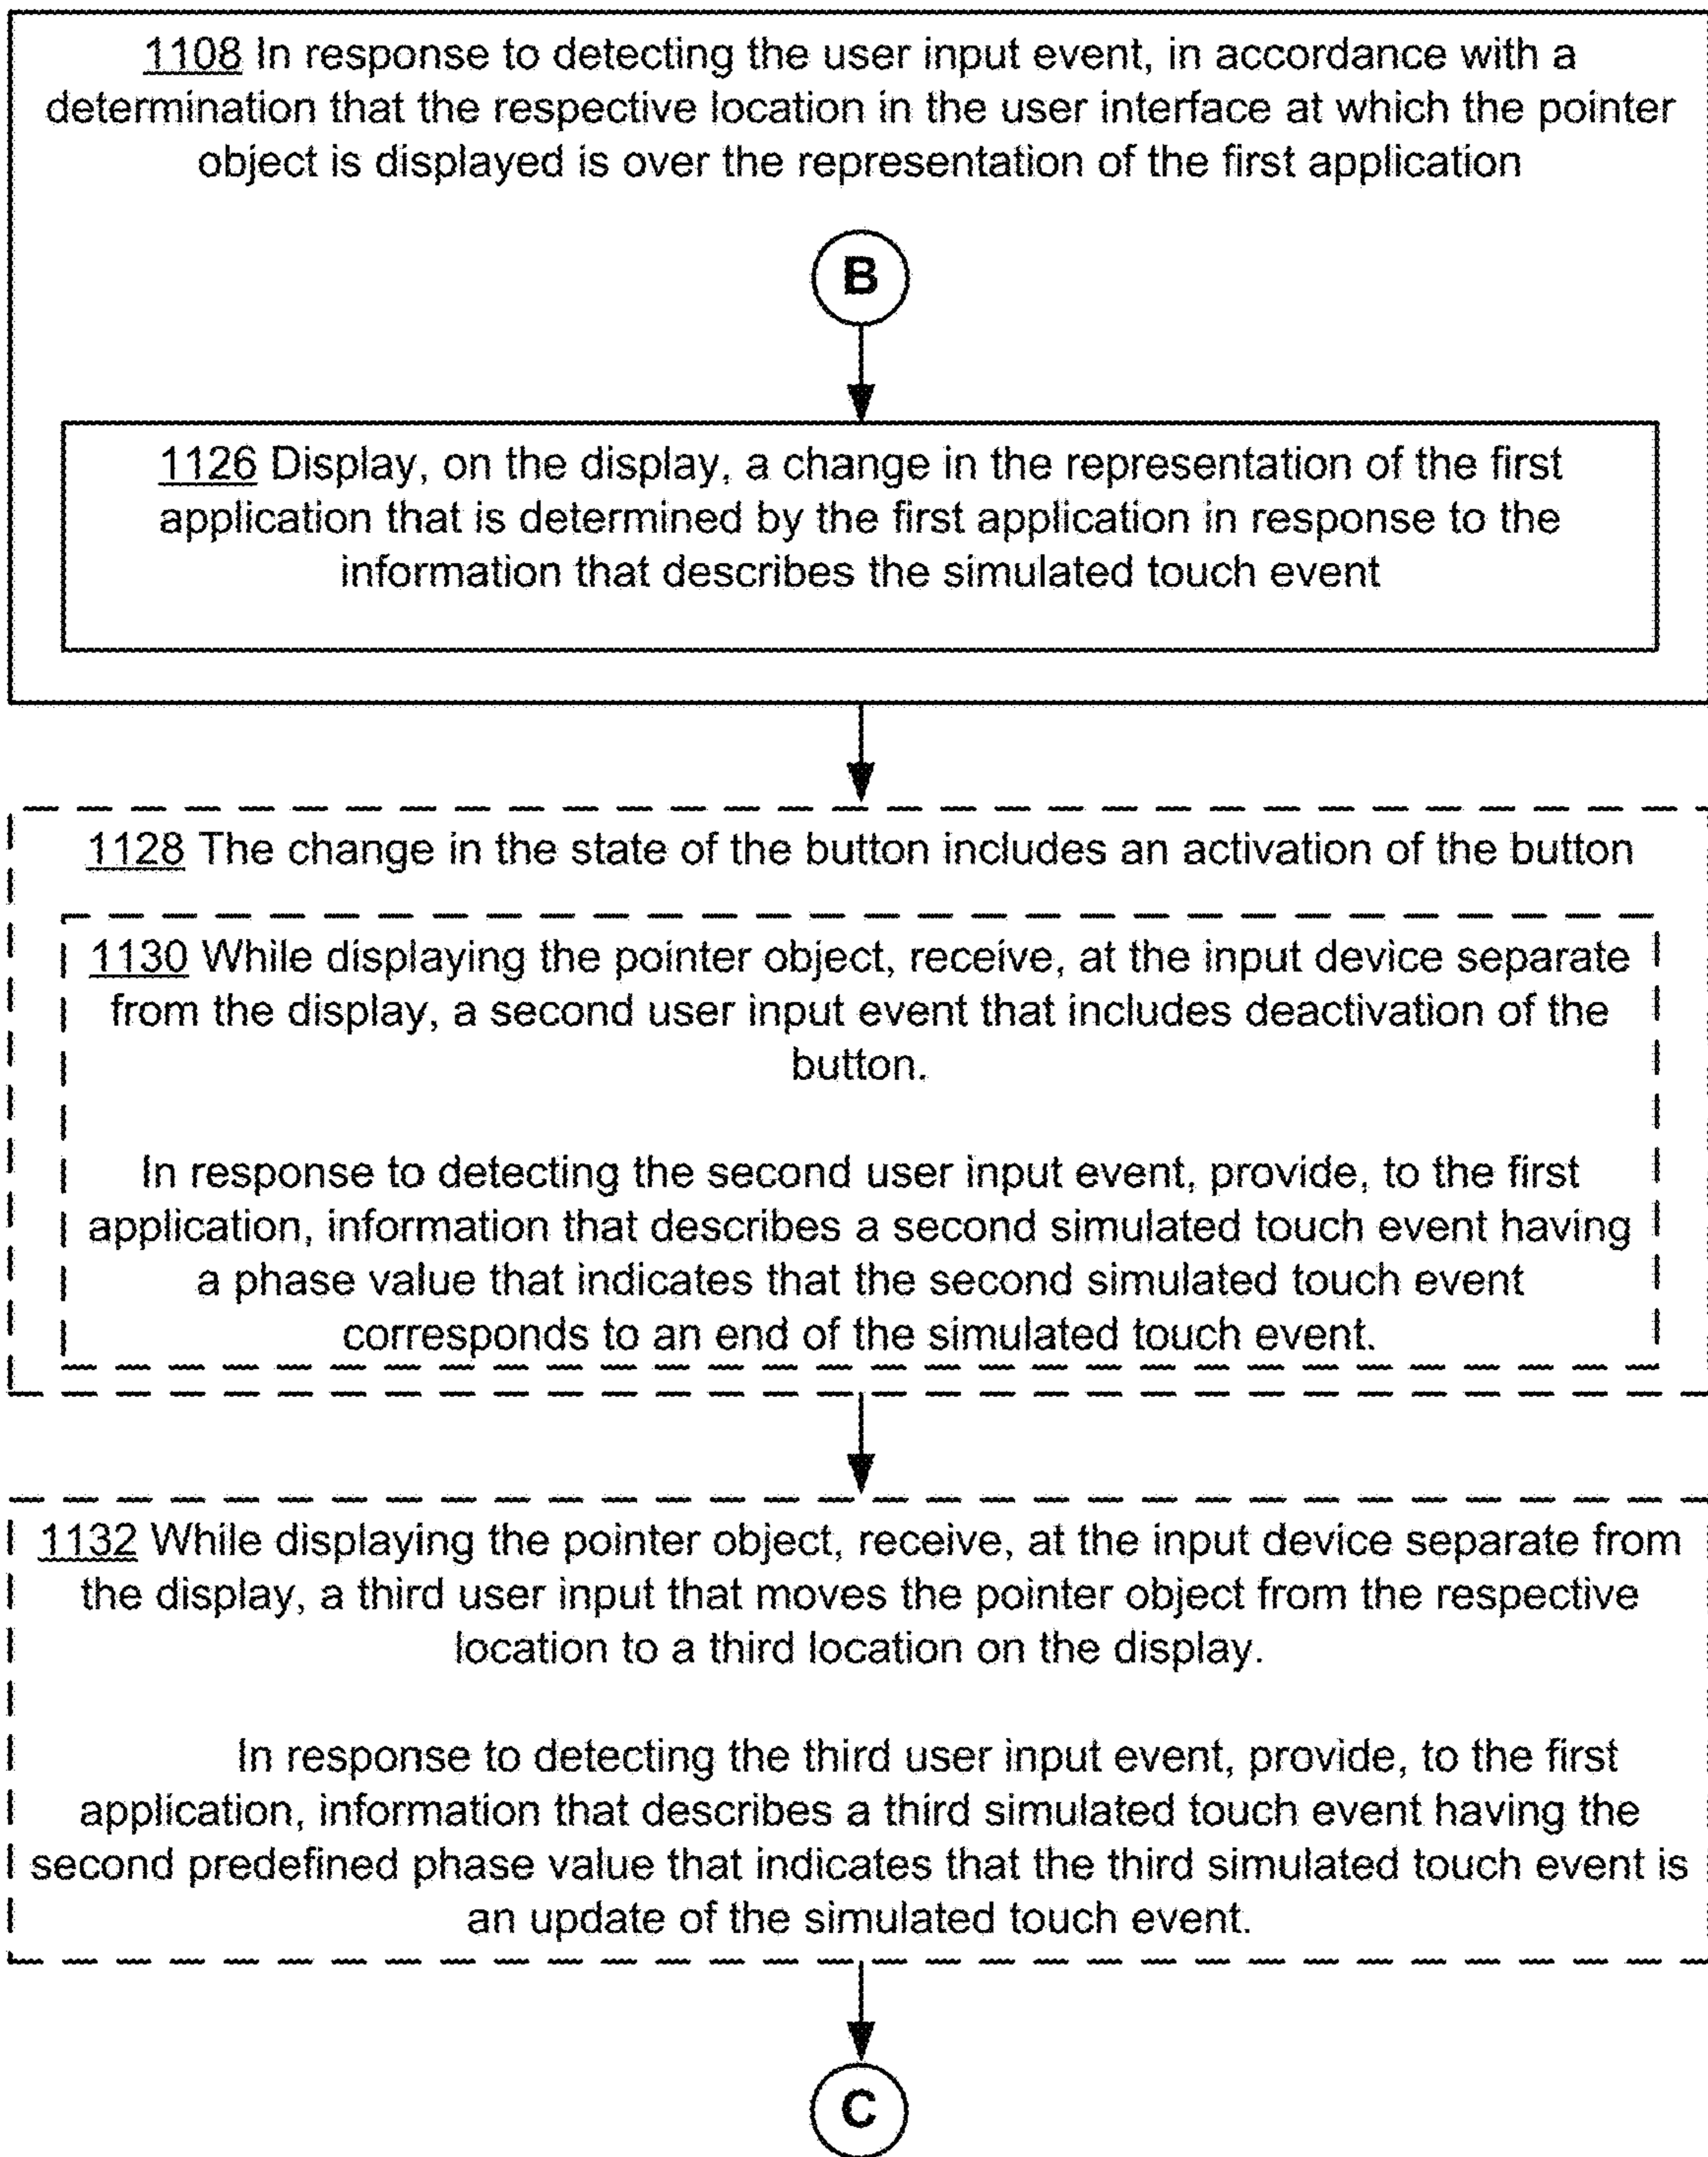 1108 In response to detecting the user input event, in accordance with a
determination that the respective location in the user interface at which the pointer
object is displayed is over the representation of the first application
B
1126 Display, on the display, a change in the representation of the first
application that is determined by the first application in response to the
information that describes the simulated touch event
1128 The change in the state of the button includes an activation of the button
1130 While displaying the pointer object, receive, at the input device separate
from the display, a second user input event that includes deactivation of the
button.
In response to detecting the second user input event, provide, to the first
application, information that describes a second simulated touch event having
a phase value that indicates that the second simulated touch event
corresponds to an end of the simulated touch event.
1132 While displaying the pointer object, receive, at the input device separate from
the display, a third user input that moves the pointer object from the respective
location to a third location on the display.
In response to detecting the third user input event, provide, to the first
application, information that describes a third simulated touch event having the
second predefined phase value that indicates that the third simulated touch event is
an update of the simulated touch event.
C